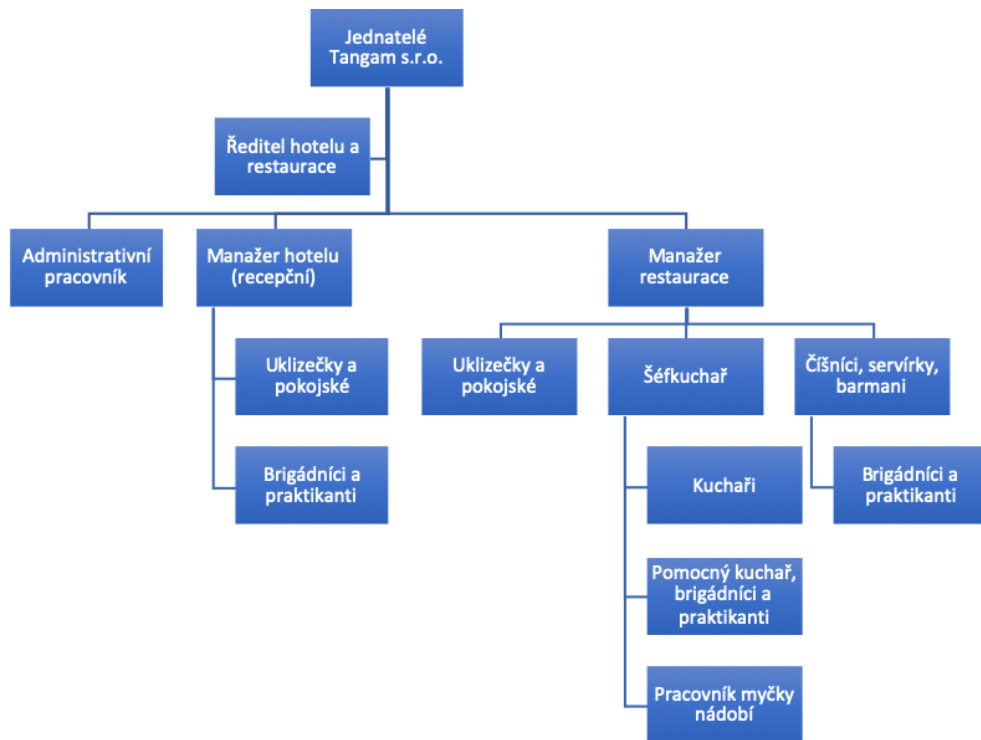 Jednatelé
Tangam s.r.o.
Ředitel hotelu a
restaurace
Administrativní
pracovník
Manažer hotelu
(recepční)
Manažer
restaurace
Uklizečky a
pokojské
Brigádníci a
praktikanti
Uklizečky a
pokojské
Šéfkuchař
Číšníci, servírky,
barmani
Kuchaři
Pomocný kuchař,
brigádníci a
praktikanti
Pracovník myčky
nádobí
Brigádníci a
praktikanti